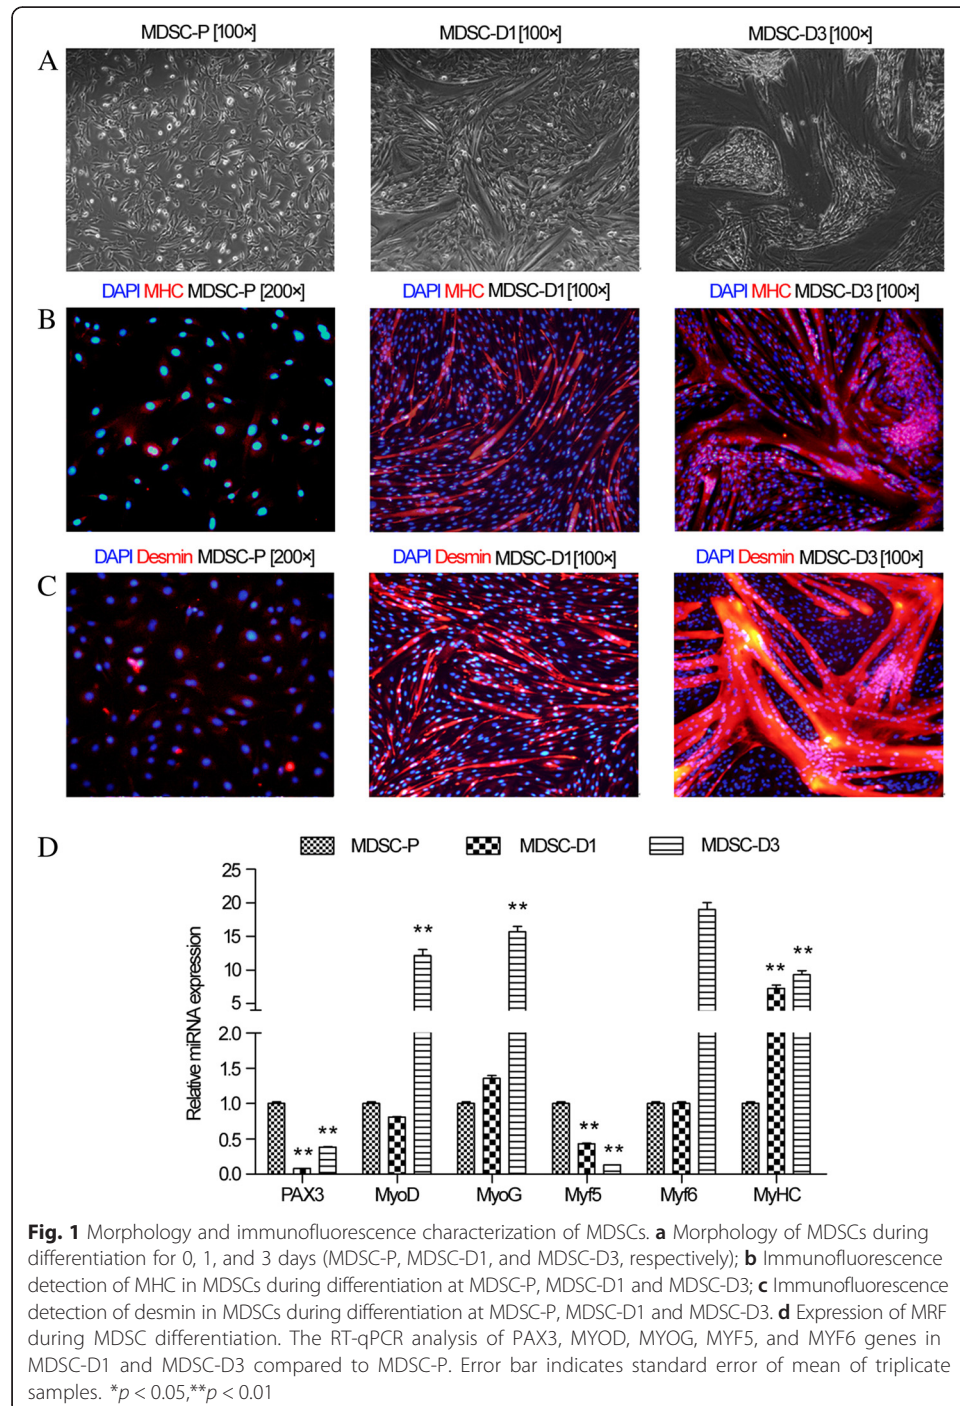 MDSC-P [100×] MDSC-D1 [100×] MDSC-D3 [100×]
A
DAPI MHC MDSC-P [200×] DAPI MHC MDSC-D1 [100×] DAPI MHC MDSC-D3 [100×]
B
DAPI Desmin MDSC-P [200×] DAPI Desmin MDSC-D1 [100×] DAPI Desmin MDSC-D3 [100×]
C
D
MDSC-P MDSC-D1 MDSC-D3
Relative miRNA expression
25
20
15
10
5
2.0
1.5
1.0
0.5
0.0
** ** ** ** ** ** ** **
PAX3 MyoD MyoG Myf5 Myf6 MyHC
Fig. 1 Morphology and immunofluorescence characterization of MDSCs. a Morphology of MDSCs during
differentiation for 0, 1, and 3 days (MDSC-P, MDSC-D1, and MDSC-D3, respectively); b Immunofluorescence
detection of MHC in MDSCs during differentiation at MDSC-P, MDSC-D1 and MDSC-D3; c Immunofluorescence
detection of desmin in MDSCs during differentiation at MDSC-P, MDSC-D1 and MDSC-D3. d Expression of MRF
during MDSC differentiation. The RT-qPCR analysis of PAX3, MYOD, MYOG, MYF5, and MYF6 genes in
MDSC-D1 and MDSC-D3 compared to MDSC-P. Error bar indicates standard error of mean of triplicate
samples. *p < 0.05,**p < 0.01